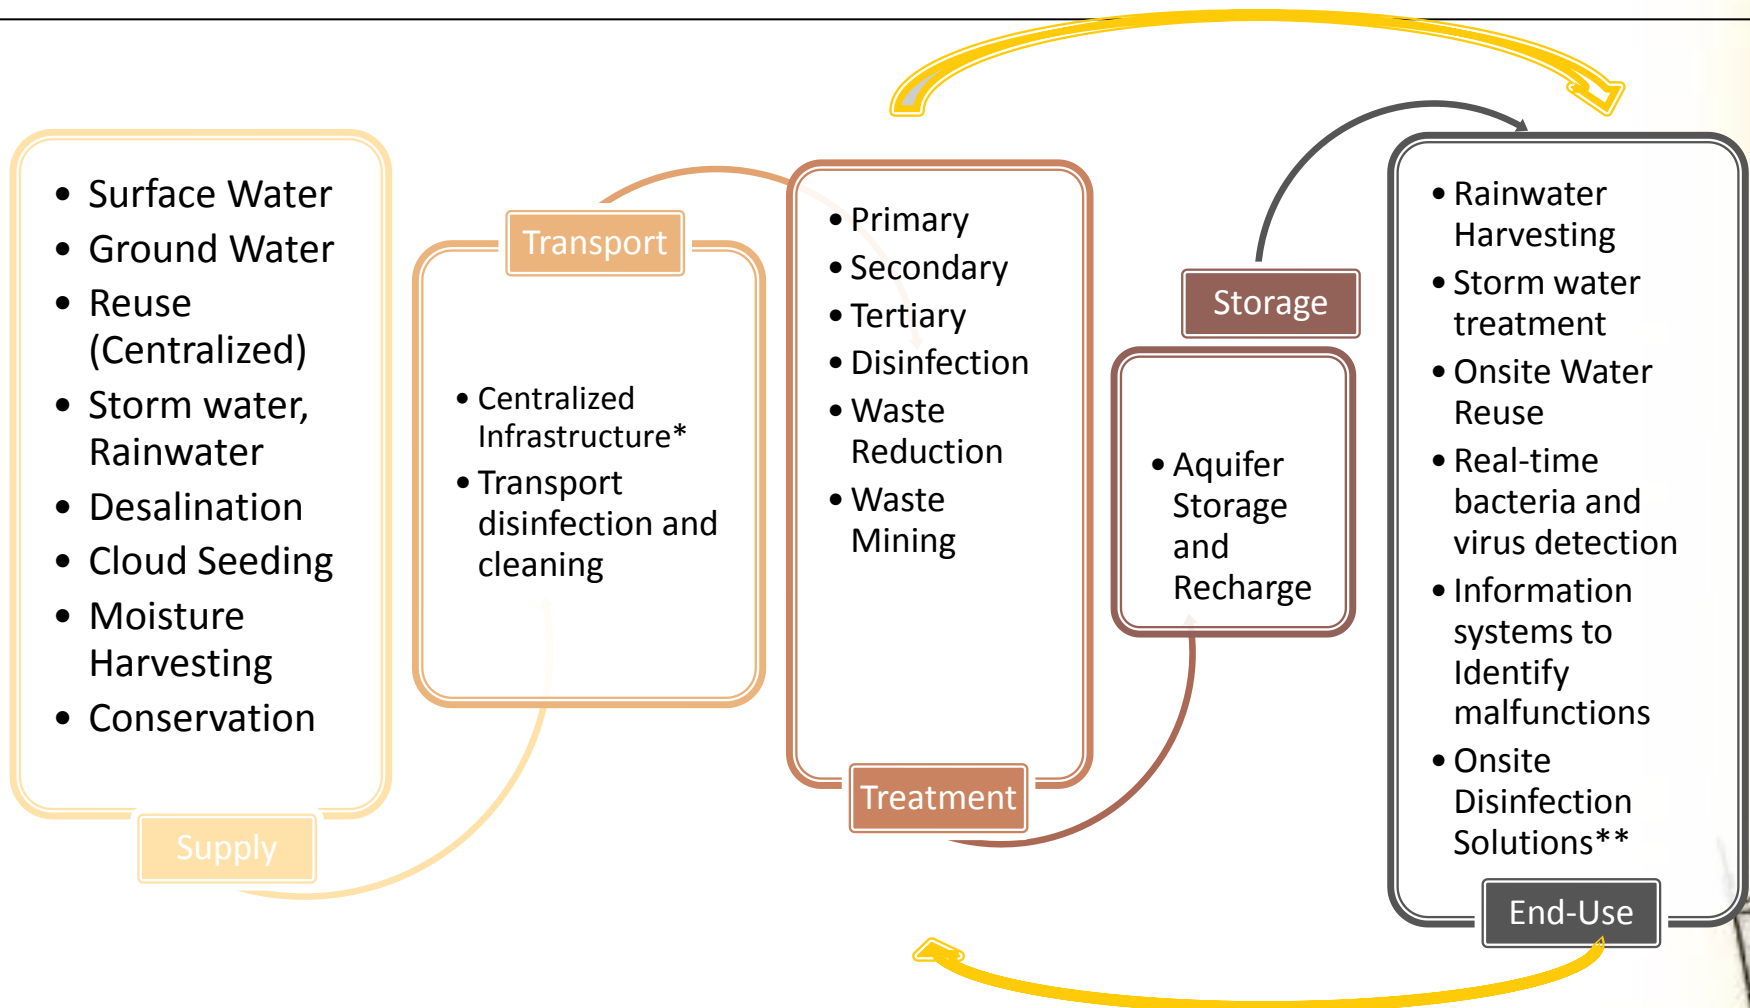 • Surface Water
• Ground Water
• Reuse
(Centralized)
• Storm water,
Rainwater
• Desalination
• Cloud Seeding
• Moisture
Harvesting
• Conservation
Supply
Transport
• Centralized
Infrastructure*
• Transport
disinfection and
cleaning
• Primary
• Secondary
• Tertiary
• Disinfection
• Waste
Reduction
• Waste
Mining
Treatment
Storage
• Aquifer
Storage
and
Recharge
• Rainwater
Harvesting
• Storm water
treatment
• Onsite Water
Reuse
• Real-time
bacteria and
virus detection
• Information
systems to
Identify
malfunctions
• Onsite
Disinfection
Solutions**
End-Use